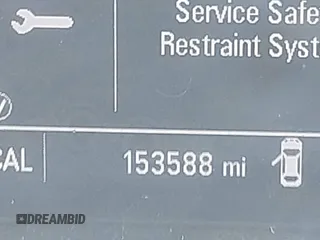 Service Safe
Restraint Syst
CAL
153588 mi
DREAMBID